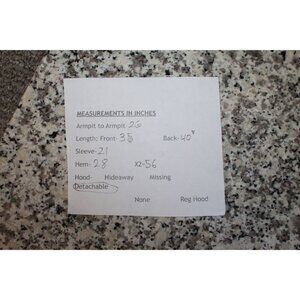 MEASUREMENTS IN INCHES
Armpit to Armpit 26
Length: Front- 35 Back- 40"
Sleeve- 21
Hem- 28 X2- 56
Hood- Hideaway Missing
Detachable
None Reg Hood